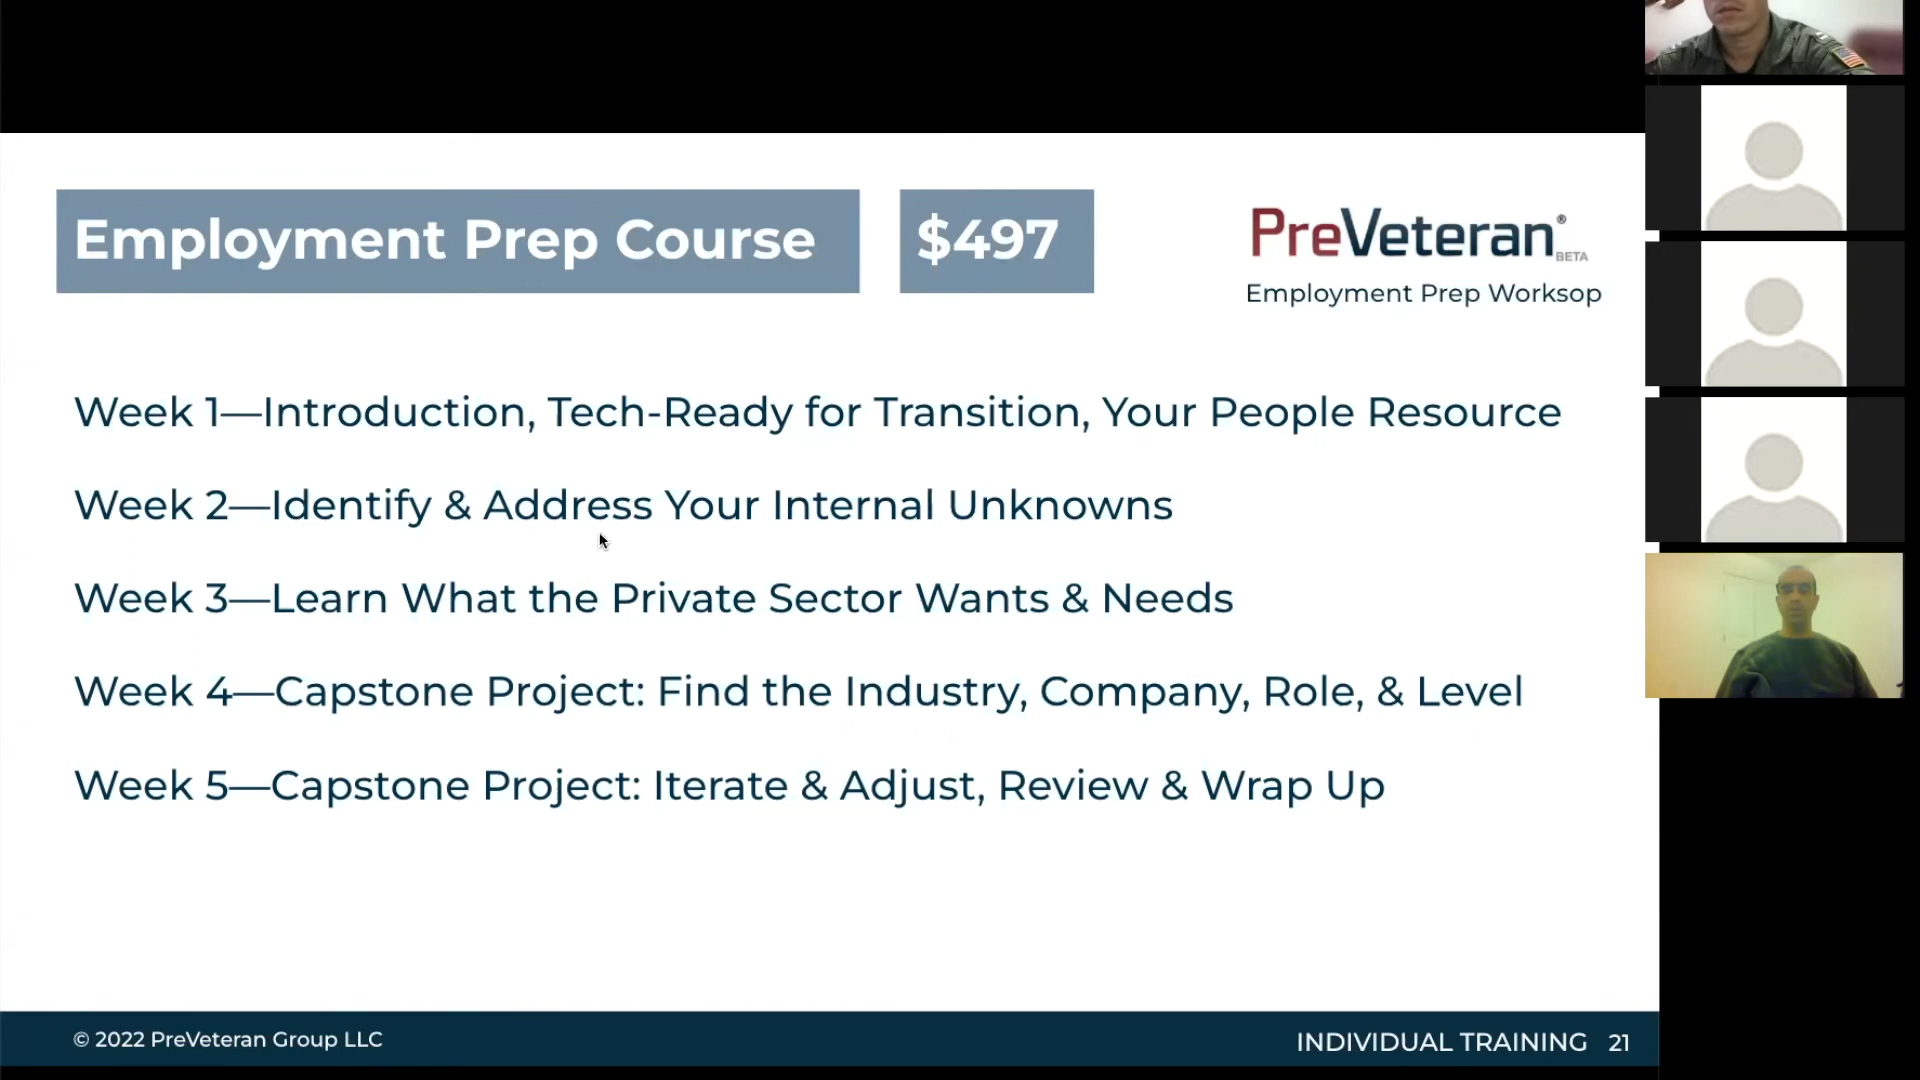 Employment Prep Course $497
PreVeteran®
BETA
Employment Prep Worksop
Week 1—Introduction, Tech-Ready for Transition, Your People Resource
Week 2—Identify & Address Your Internal Unknowns
Week 3—Learn What the Private Sector Wants & Needs
Week 4—Capstone Project: Find the Industry, Company, Role, & Level
Week 5—Capstone Project: Iterate & Adjust, Review & Wrap Up
© 2022 PreVeteran Group LLC
INDIVIDUAL TRAINING 21